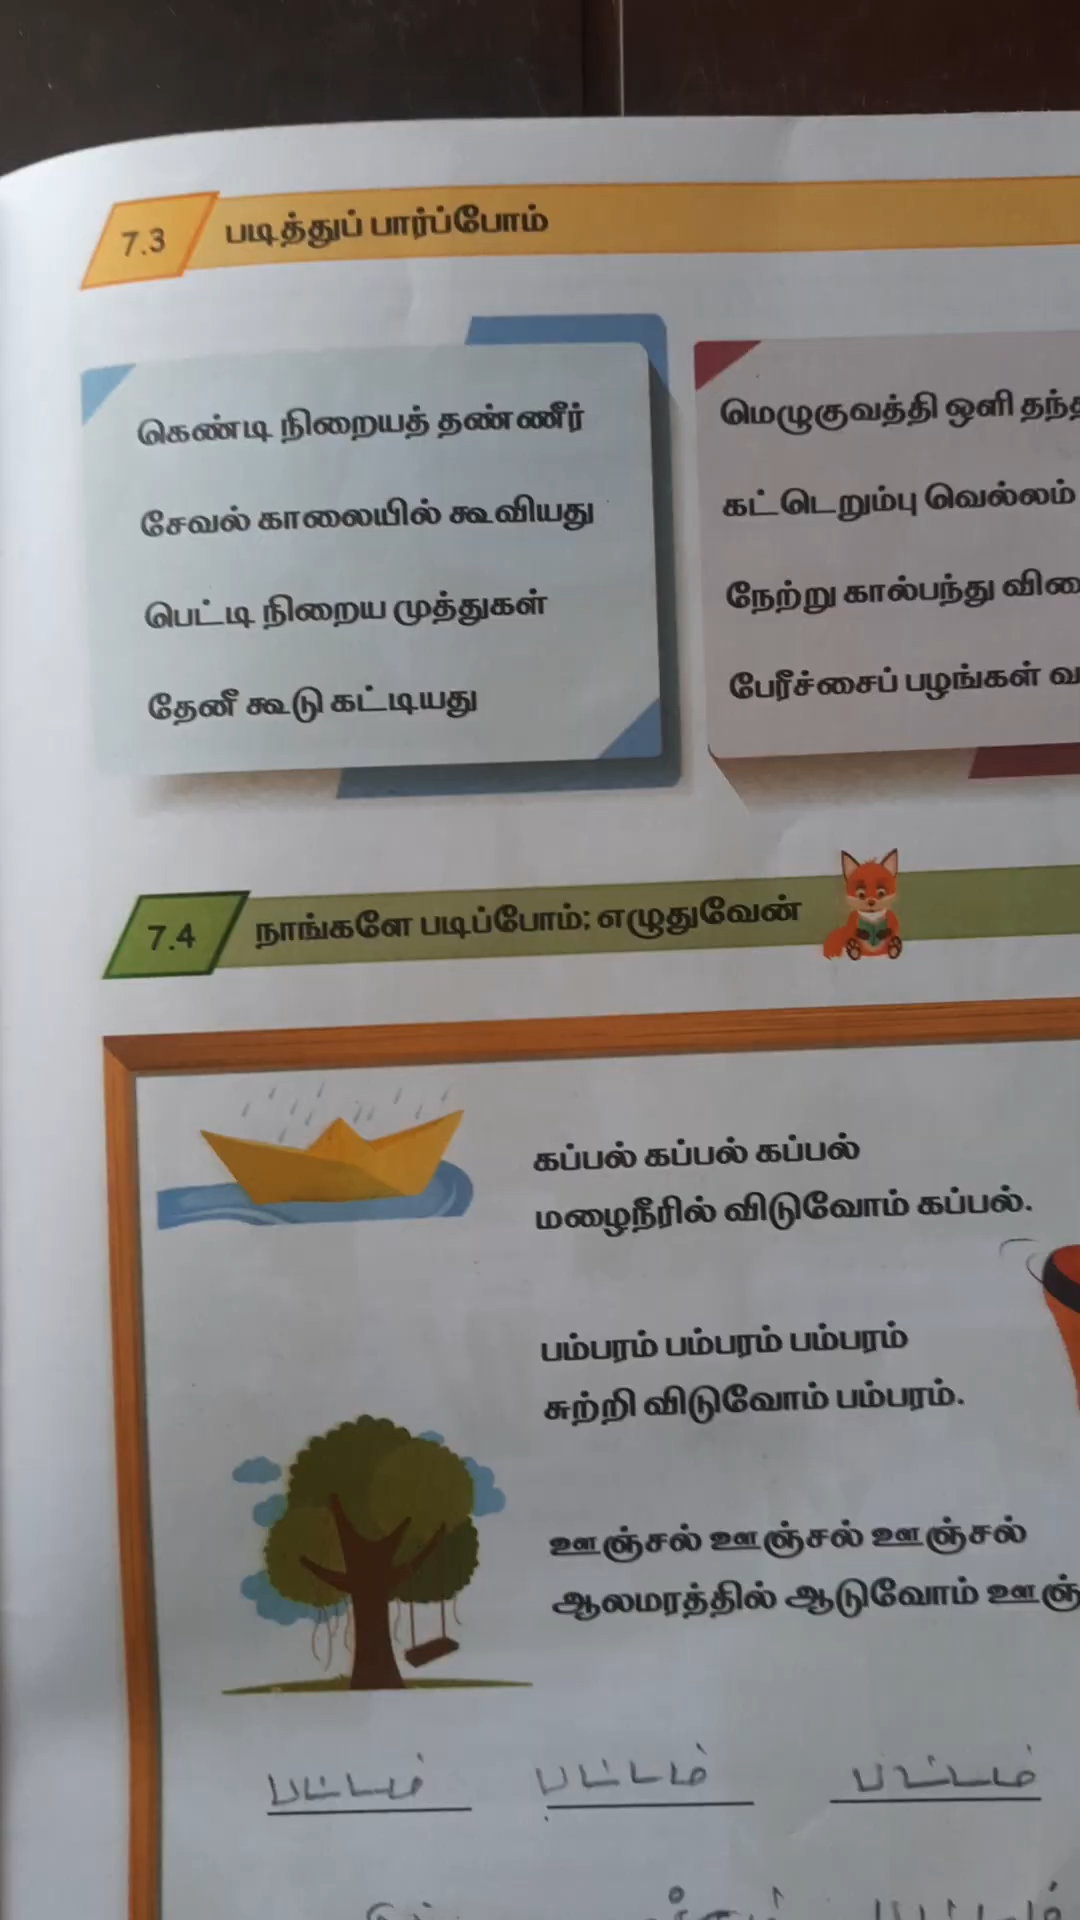 7.3 படித்துப் பார்ப்போம்
கெண்டி நிறையத் தண்ணீர்
சேவல் காலையில் கூவியது
பெட்டி நிறைய முத்துகள்
தேனீ கூடு கட்டியது
மெழுகுவத்தி ஒளி
கட்டெறும்பு வெல்லம்
நேற்று கால்பந்து
பேரீச்சைப் பழங்கள்
7.4 நாங்களே படிப்போம்; எழுதுவேன்
கப்பல் கப்பல் கப்பல்
மழைநீரில் விடுவோம் கப்பல்.
பம்பரம் பம்பரம் பம்பரம்
சுற்றி விடுவோம் பம்பரம்.
ஊஞ்சல் ஊஞ்சல் ஊஞ்சல்
ஆலமரத்தில் ஆடுவோம்
பட்டம் பட்டம் பட்டம்